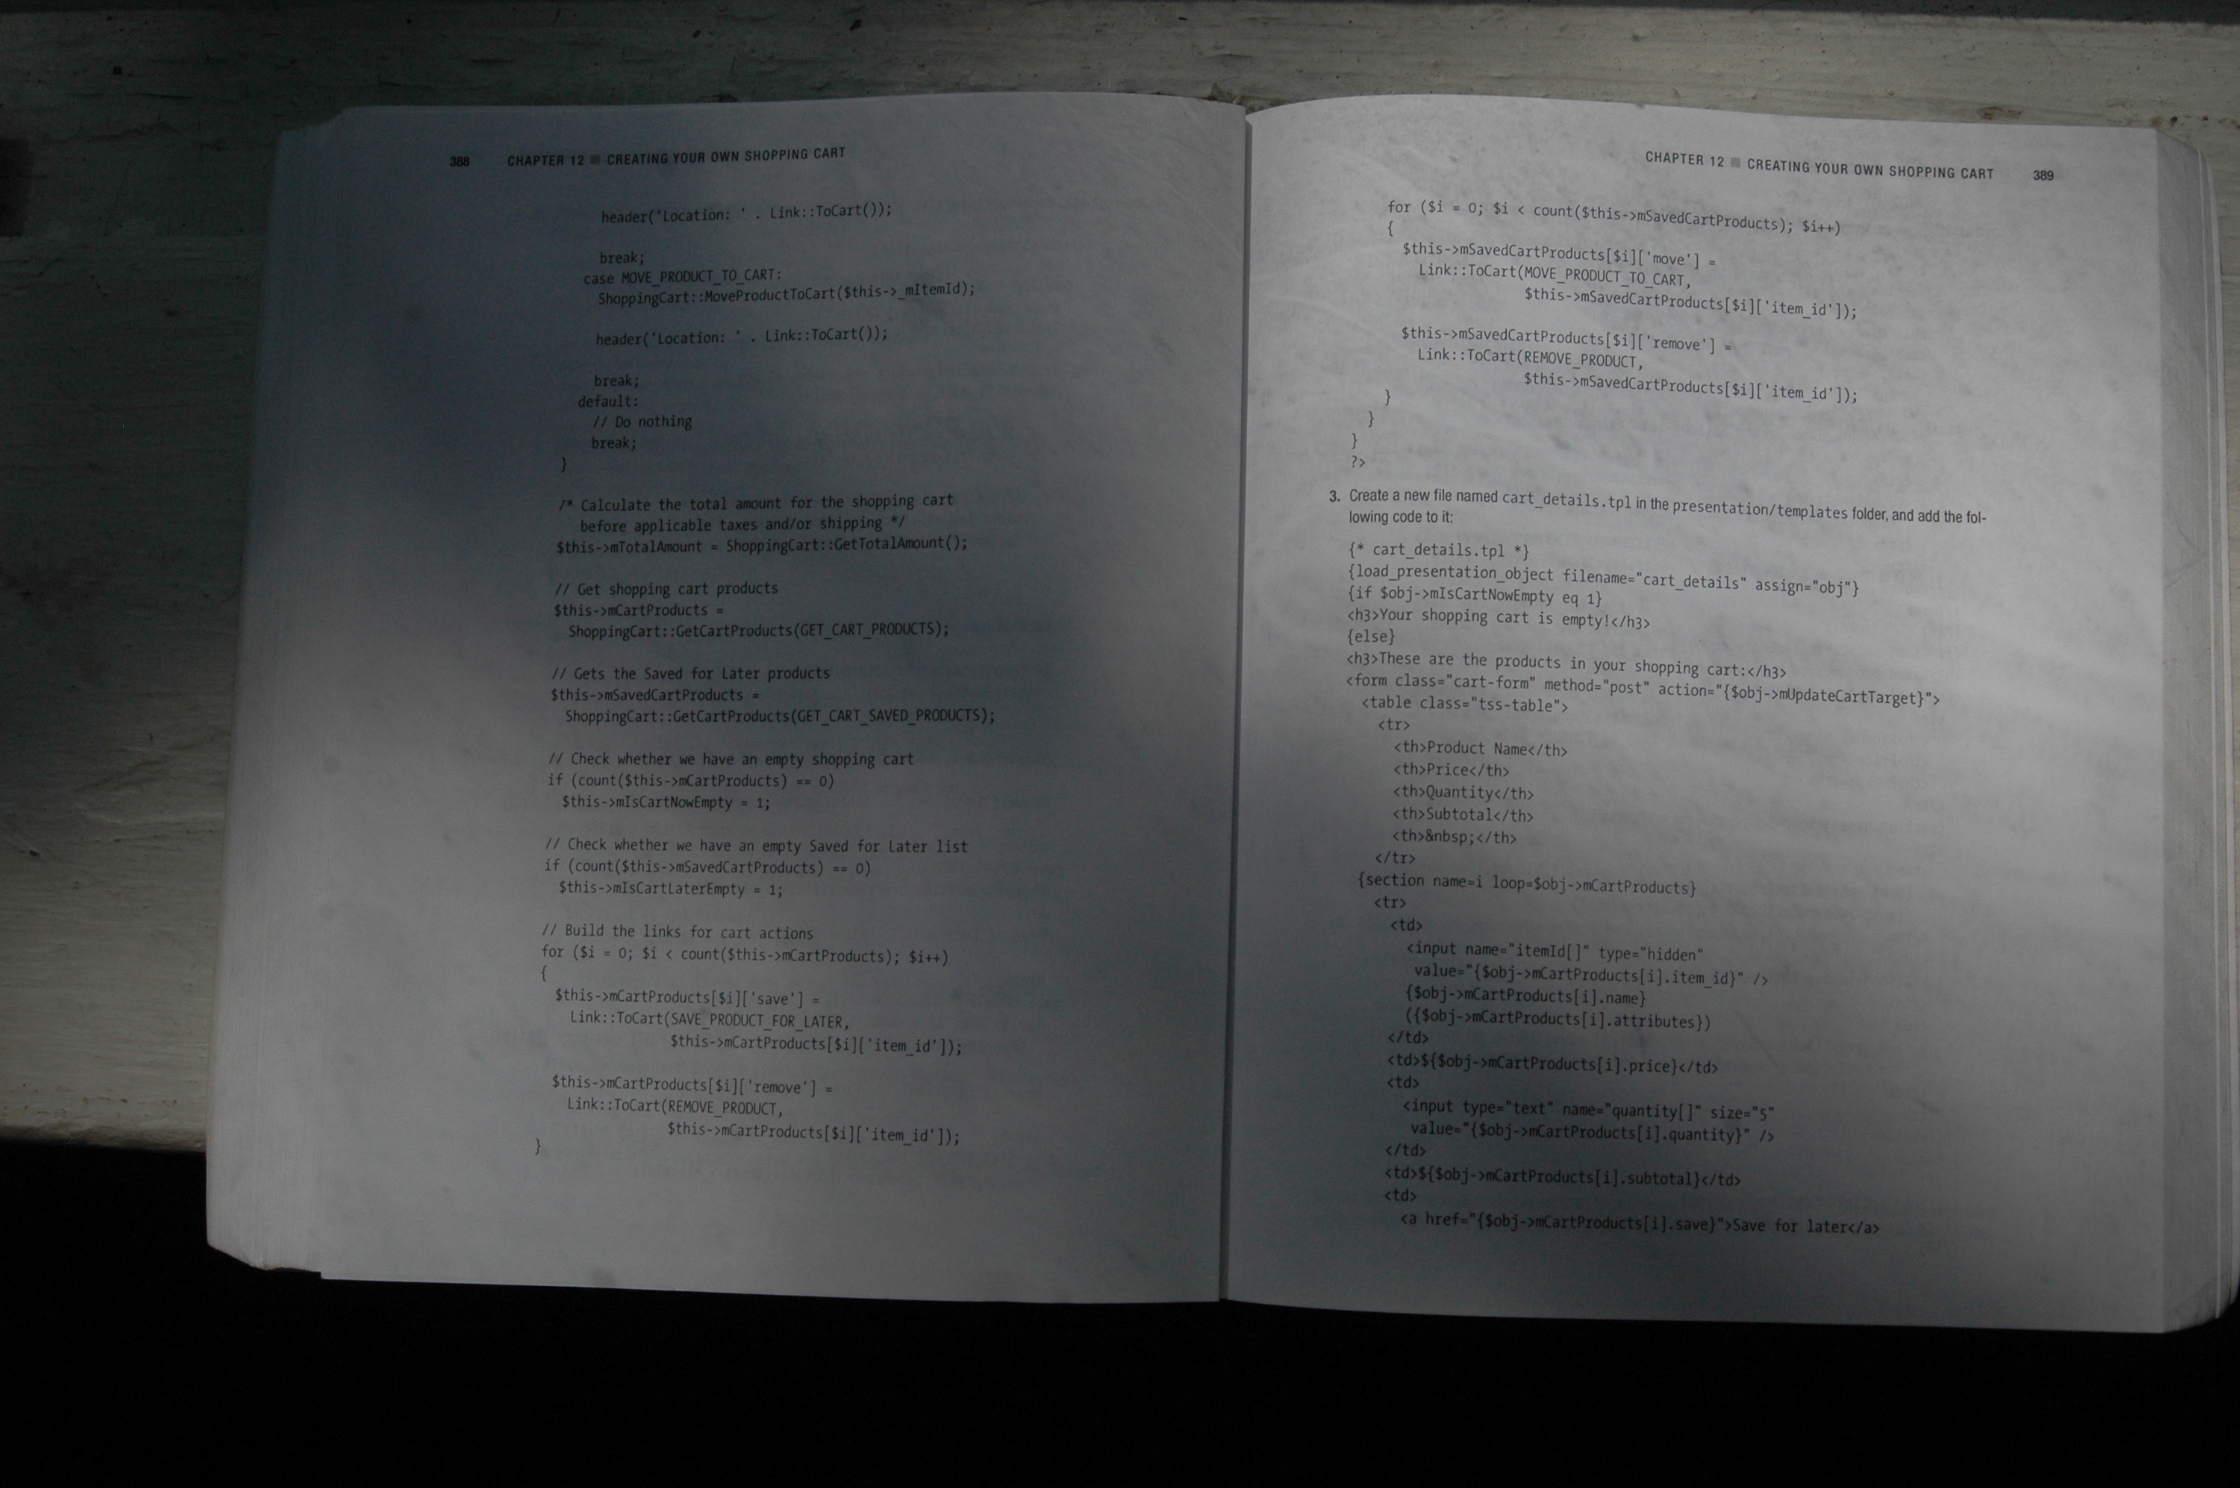 388 CHAPTER 12 ■ CREATING YOUR OWN SHOPPING CART
header('Location: ' . Link::ToCart());
break;
case MOVE_PRODUCT_TO_CART:
ShoppingCart::MoveProductToCart($this->_mItemId);
header('Location: ' . Link::ToCart());
break;
default:
// Do nothing
break;
}
/* Calculate the total amount for the shopping cart
before applicable taxes and/or shipping */
$this->mTotalAmount = ShoppingCart::GetTotalAmount();
// Get shopping cart products
$this->mCartProducts =
ShoppingCart::GetCartProducts(GET_CART_PRODUCTS);
// Gets the Saved for Later products
$this->mSavedCartProducts =
ShoppingCart::GetCartProducts(GET_CART_SAVED_PRODUCTS);
// Check whether we have an empty shopping cart
if (count($this->mCartProducts) == 0)
$this->mIsCartNowEmpty = 1;
// Check whether we have an empty Saved for Later list
if (count($this->mSavedCartProducts) == 0)
$this->mIsCartLaterEmpty = 1;
// Build the links for cart actions
for ($i = 0; $i < count($this->mCartProducts); $i++)
{
$this->mCartProducts[$i]['save'] =
Link::ToCart(SAVE_PRODUCT_FOR_LATER,
$this->mCartProducts[$i]['item_id']);
$this->mCartProducts[$i]['remove'] =
Link::ToCart(REMOVE_PRODUCT,
$this->mCartProducts[$i]['item_id']);
}
CHAPTER 12 ■ CREATING YOUR OWN SHOPPING CART 389
for ($i = 0; $i < count($this->mSavedCartProducts); $i++)
{
$this->mSavedCartProducts[$i]['move'] =
Link::ToCart(MOVE_PRODUCT_TO_CART,
$this->mSavedCartProducts[$i]['item_id']);
$this->mSavedCartProducts[$i]['remove'] =
Link::ToCart(REMOVE_PRODUCT,
$this->mSavedCartProducts[$i]['item_id']);
}
}
}
?>
3. Create a new file named cart_details.tpl in the presentation/templates folder, and add the fol-
lowing code to it:
{* cart_details.tpl *}
{load_presentation_object filename="cart_details" assign="obj"}
{if $obj->mIsCartNowEmpty eq 1}
<h3>Your shopping cart is empty!</h3>
{else}
<h3>These are the products in your shopping cart:</h3>
<form class="cart-form" method="post" action="{$obj->mUpdateCartTarget}">
<table class="tss-table">
<tr>
<th>Product Name</th>
<th>Price</th>
<th>Quantity</th>
<th>Subtotal</th>
<th>&nbsp;</th>
</tr>
{section name=i loop=$obj->mCartProducts}
<tr>
<td>
<input name="itemId[]" type="hidden"
value="{$obj->mCartProducts[i].item_id}" />
{$obj->mCartProducts[i].name}
({$obj->mCartProducts[i].attributes})
</td>
<td>${$obj->mCartProducts[i].price}</td>
<td>
<input type="text" name="quantity[]" size="5"
value="{$obj->mCartProducts[i].quantity}" />
</td>
<td>${$obj->mCartProducts[i].subtotal}</td>
<td>
<a href="{$obj->mCartProducts[i].save}">Save for later</a>